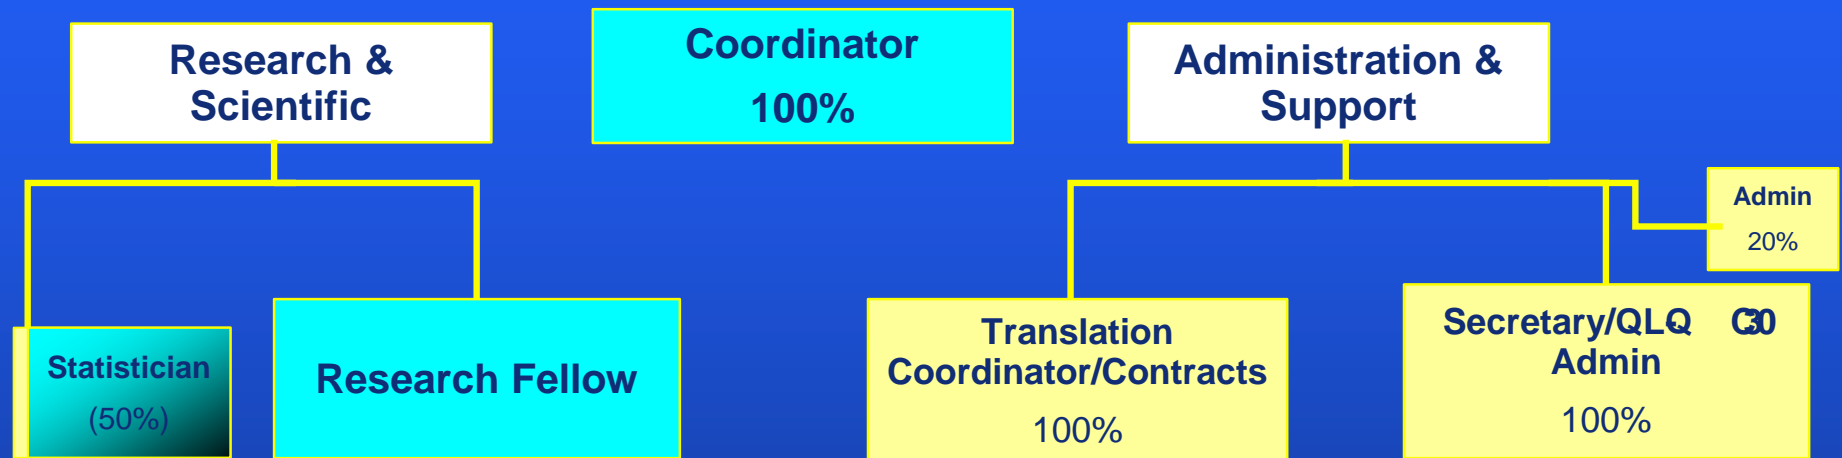 Research &
Scientific
Coordinator
100%
Administration &
Support
Admin
20%
Statistician
(50%)
Research Fellow
Translation
Coordinator/Contracts
100%
Secretary/QLQ-C30
Admin
100%